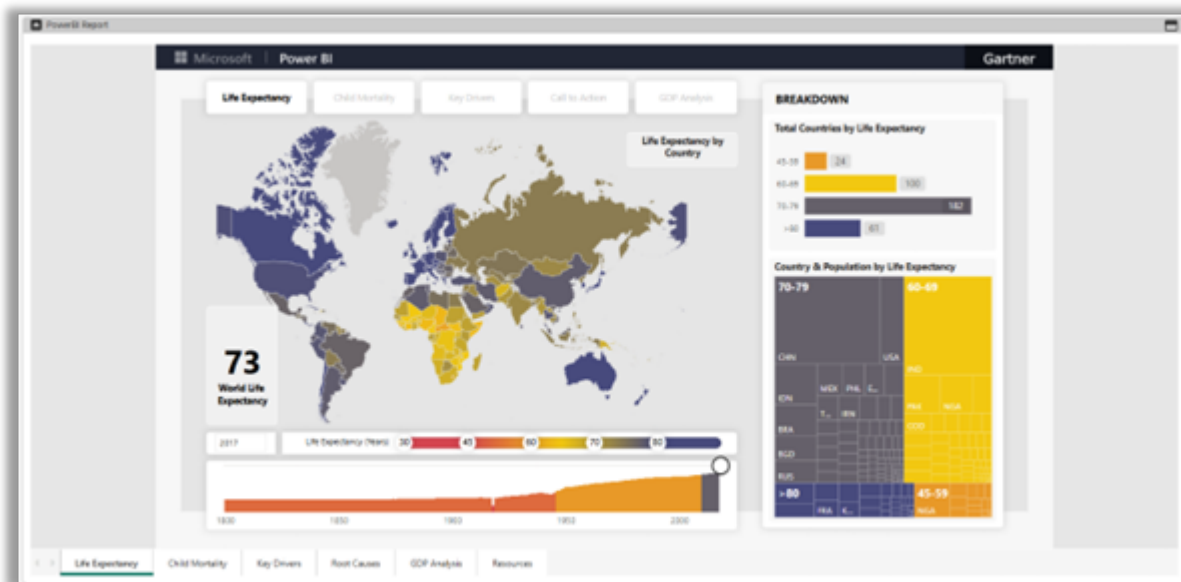 PowerBI Report
Microsoft | Power BI
Gartner
Life Expectancy
Child Mortality
Key Drivers
Call to Action
GDP Analysis
BREAKDOWN
Life Expectancy by
Country
Total Countries by Life Expectancy
45-59
24
60-69
100
70-79
182
>80
61
73
World Life
Expectancy
2017
Life Expectancy (Years)
30
45
60
70
80
1800
1850
1900
1950
2000
Country & Population by Life Expectancy
70-79
60-69
CHN
USA
IND
IDN
MEX
PHL
E...
T...
IRN
PAK
NGA
BRA
COD
BGD
RUS
>80
45-59
FRA
K...
NGA
Life Expectancy
Child Mortality
Key Drivers
Root Causes
GDP Analysis
Resources